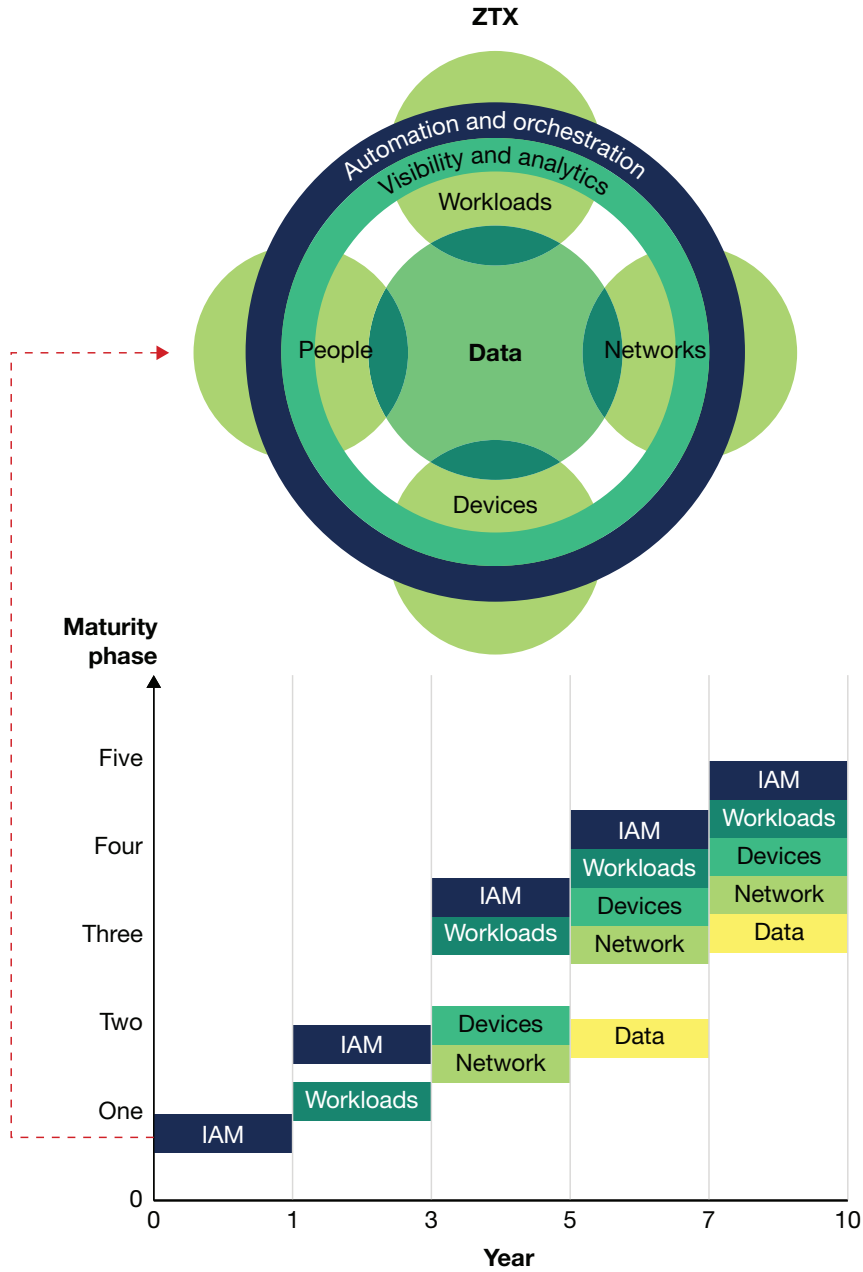 ZTX
Automation and orchestration
Visibility and analytics
Workloads
People
Data
Networks
Devices
Maturity
phase
Five
IAM
Workloads
Devices
Network
Data
Four
IAM
Workloads
Devices
Network
Three
IAM
Workloads
Two
Devices
Network
Data
IAM
Workloads
One
IAM
0
0
1
3
5
7
10
Year